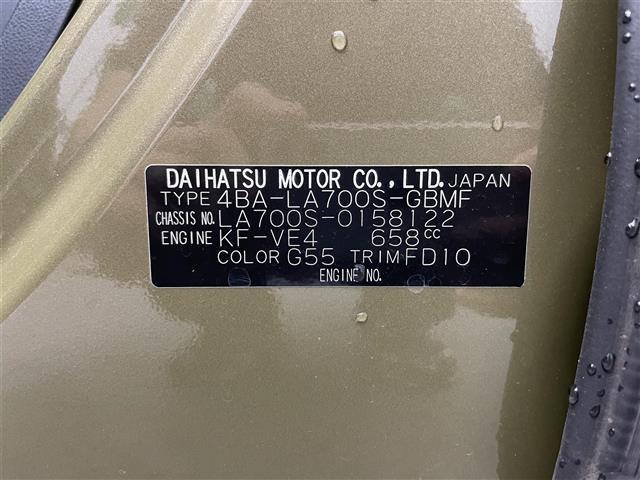 DAIHATSU MOTOR CO.,LTD. JAPAN
TYPE 4BA-LA700S-GBMF
CHASSIS NO. LA700S-0158122
ENGINE KF-VE4 658cc
COLOR G55 TRIM FD10
ENGINE NO.